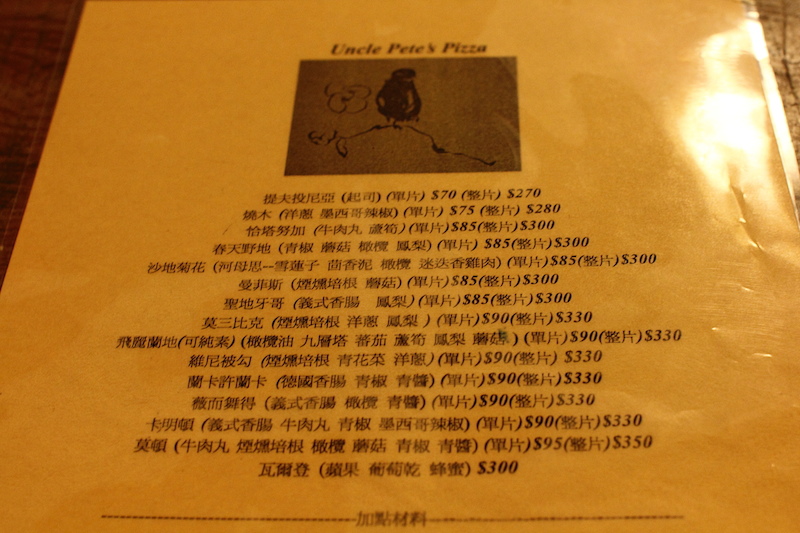 Uncle Pete's Pizza
提夫投尼亞 (起司) (單片) $70 (整片) $270
燒木 (洋蔥 墨西哥辣椒) (單片) $75 (整片) $280
恰塔努加 (牛肉丸 蘆筍) (單片)$85(整片)$300
春天野地 (青椒 蘑菇 橄欖 鳳梨) (單片) $85(整片)$300
沙地菊花 (河母思--雪蓮子 茴香泥 橄欖 迷迭香雞肉) (單片)$85(整片)$300
曼菲斯 (煙燻培根 蘑菇) (單片)$85(整片)$300
聖地牙哥 (義式香腸 鳳梨) (單片)$85(整片)$300
莫三比克 (煙燻培根 洋蔥 鳳梨 ) (單片)$90(整片)$330
飛麗蘭地(可純素) (橄欖油 九層塔 蕃茄 蘆筍 鳳梨 蘑菇 ) (單片)$90(整片)$330
維尼被勾 (煙燻培根 青花菜 洋蔥) (單片)$90(整片) $330
蘭卡許蘭卡 (德國香腸 青椒 青醬) (單片)$90(整片)$330
薇而舞得 (義式香腸 橄欖 青醬) (單片)$90(整片)$330
卡明頓 (義式香腸 牛肉丸 青椒 墨西哥辣椒) (單片)$90(整片)$330
莫頓 (牛肉丸 煙燻培根 橄欖 蘑菇 青椒 青醬) (單片)$95(整片)$350
瓦爾登 (蘋果 葡萄乾 蜂蜜) $300
加點材料